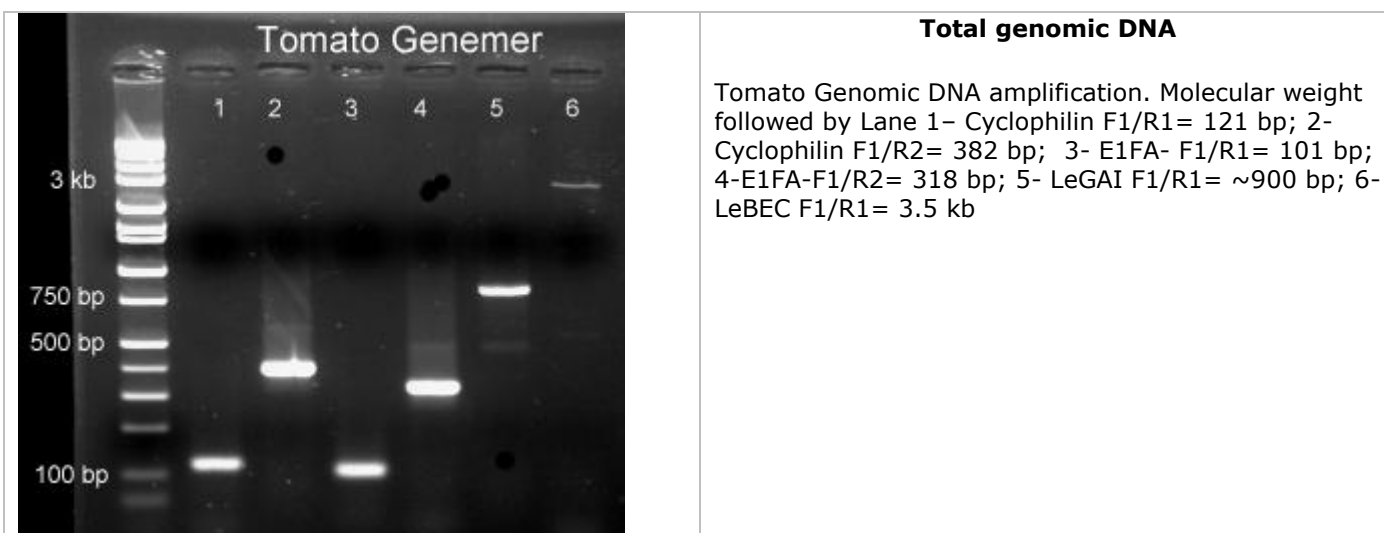 Tomato Genemer
1 2 3 4 5 6
3 kb
750 bp
500 bp
100 bp
Total genomic DNA
Tomato Genomic DNA amplification. Molecular weight
followed by Lane 1– Cyclophilin F1/R1= 121 bp; 2-
Cyclophilin F1/R2= 382 bp; 3- E1FA- F1/R1= 101 bp;
4-E1FA-F1/R2= 318 bp; 5- LeGAI F1/R1= ~900 bp; 6-
LeBEC F1/R1= 3.5 kb